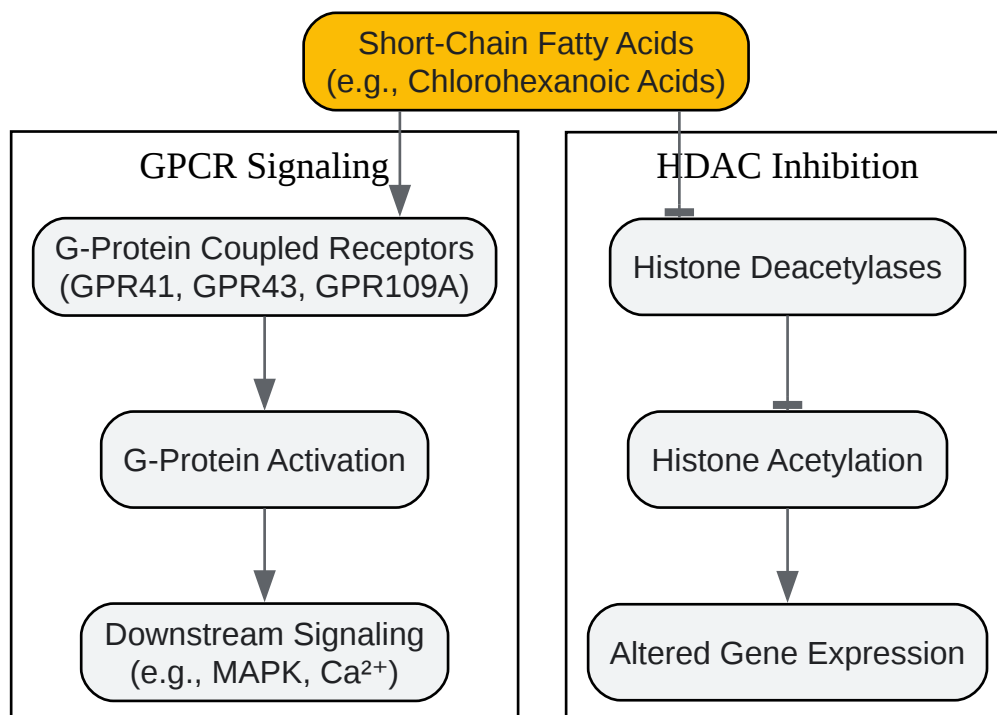 Short-Chain Fatty Acids
(e.g., Chlorohexanoic Acids)
GPCR Signaling
G-Protein Coupled Receptors
(GPR41, GPR43, GPR109A)
G-Protein Activation
Downstream Signaling
(e.g., MAPK, Ca²⁺)
HDAC Inhibition
Histone Deacetylases
Histone Acetylation
Altered Gene Expression